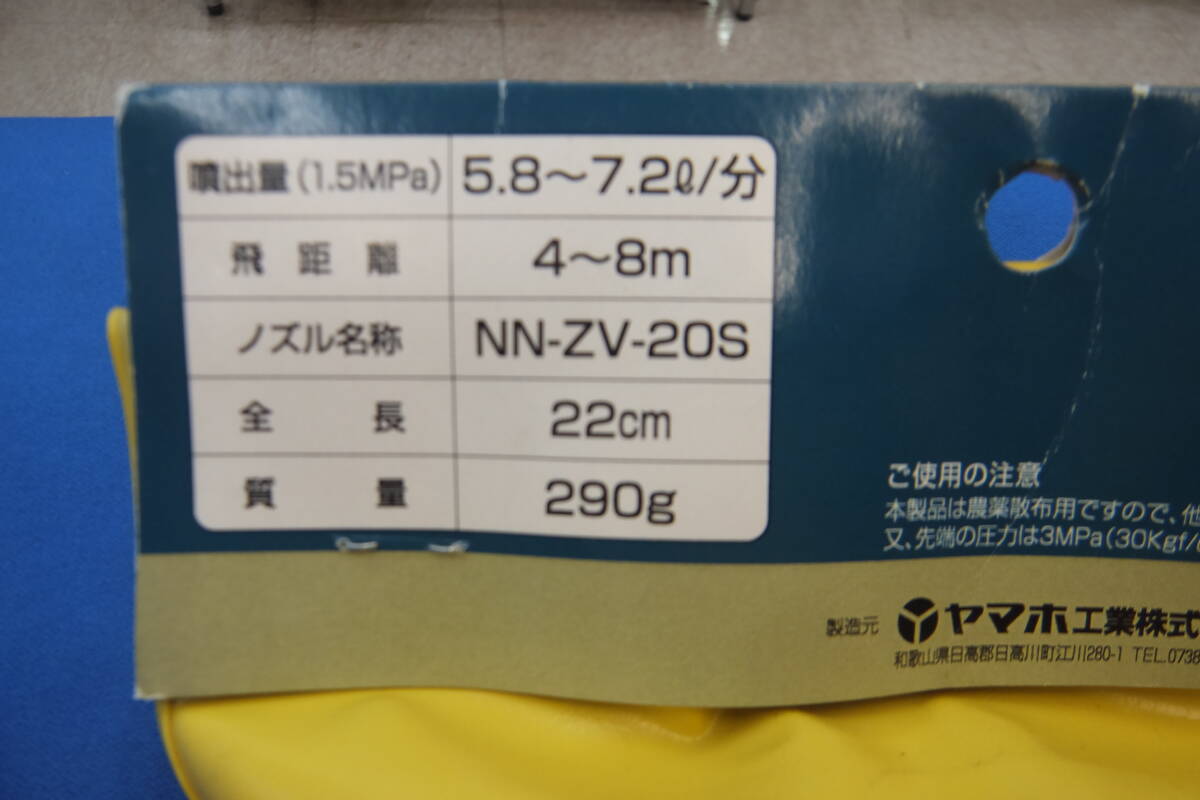 噴出量(1.5MPa) 5.8〜7.2ℓ/分
飛距離 4〜8m
ノズル名称 NN-ZV-20S
全長 22cm
質量 290g
ご使用の注意
本製品は農薬散布用ですので、他
又、先端の圧力は3MPa(30Kgf/
製造元 ヤマホ工業株式
和歌山県日高郡日高川町江川280-1 TEL.0738